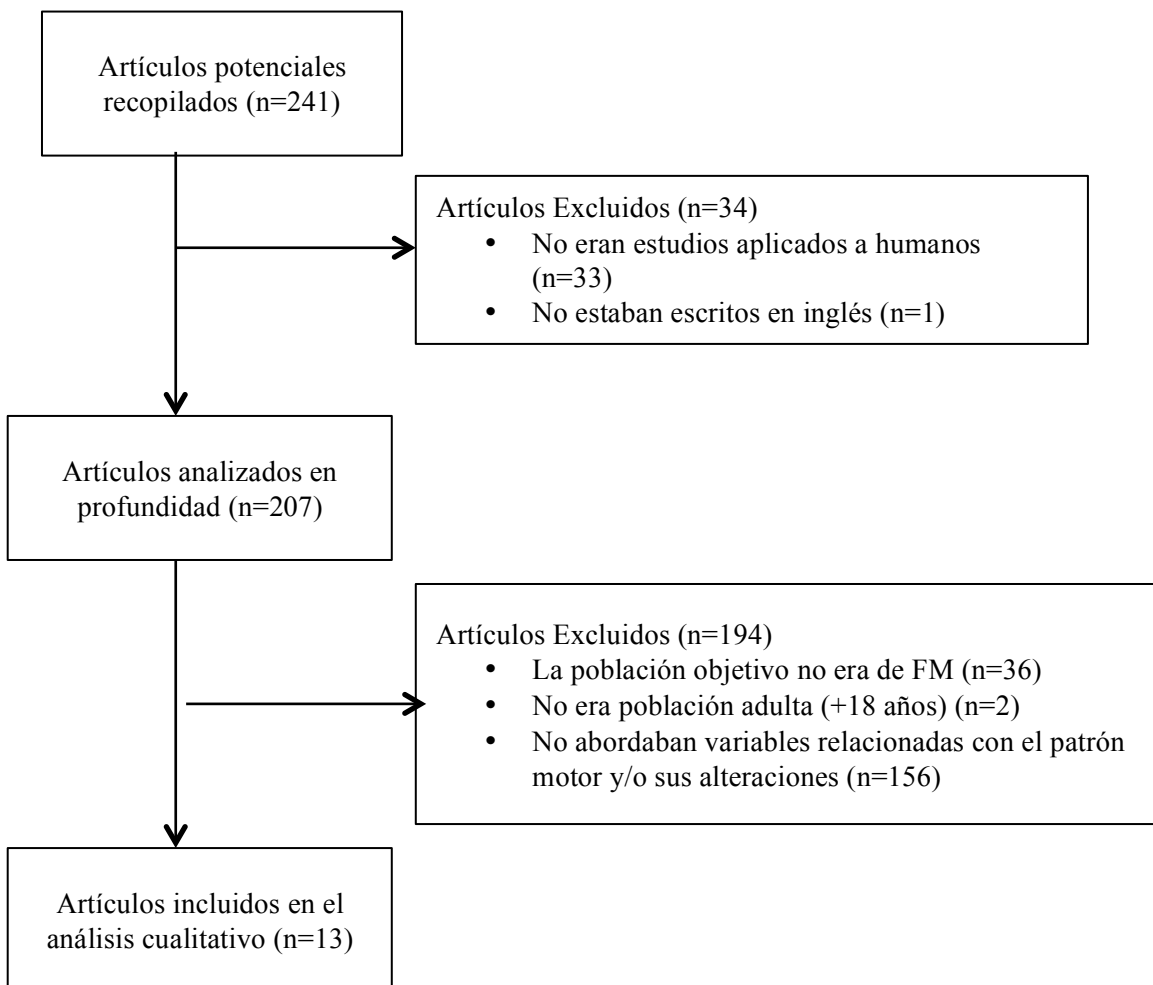 Artículos potenciales
recopilados (n=241)
Artículos Excluidos (n=34)
• No eran estudios aplicados a humanos
(n=33)
• No estaban escritos en inglés (n=1)
Artículos analizados en
profundidad (n=207)
Artículos Excluidos (n=194)
• La población objetivo no era de FM (n=36)
• No era población adulta (+18 años) (n=2)
• No abordaban variables relacionadas con el patrón
motor y/o sus alteraciones (n=156)
Artículos incluidos en el
análisis cualitativo (n=13)